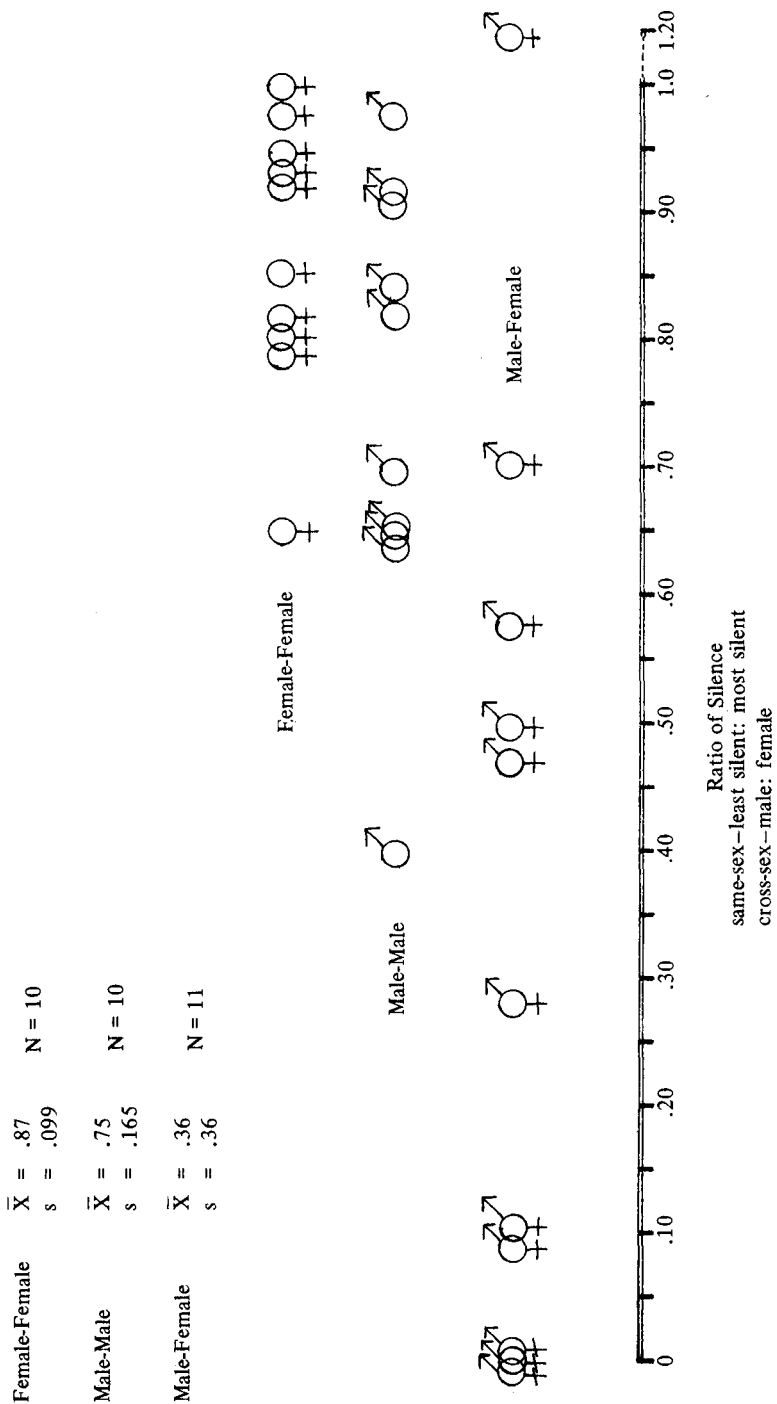 Female-Female X̄ = .87
s = .099 N = 10
Male-Male X̄ = .75
s = .165 N = 10
Male-Female X̄ = .36
s = .36 N = 11
Female-Female
Male-Male
Male-Female
0 .10 .20 .30 .40 .50 .60 .70 .80 .90 1.0 1.20
Ratio of Silence
same-sex–least silent: most silent
cross-sex–male: female